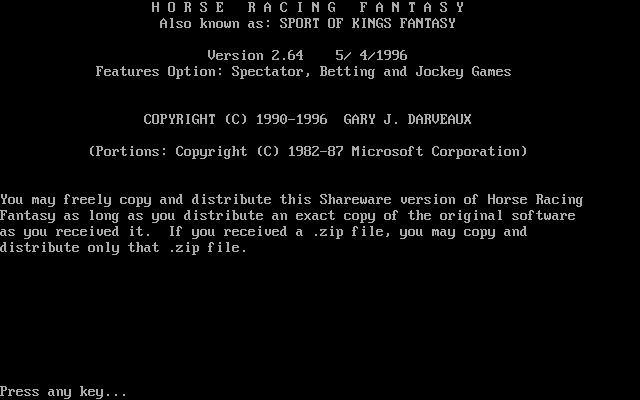 H O R S E   R A C I N G   F A N T A S Y
Also known as: SPORT OF KINGS FANTASY
Version 2.64    5/ 4/1996
Features Option: Spectator, Betting and Jockey Games
COPYRIGHT (C) 1990-1996  GARY J. DARVEAUX
(Portions: Copyright (C) 1982-87 Microsoft Corporation)
You may freely copy and distribute this Shareware version of Horse Racing
Fantasy as long as you distribute an exact copy of the original software
as you received it.  If you received a .zip file, you may copy and
distribute only that .zip file.
Press any key...